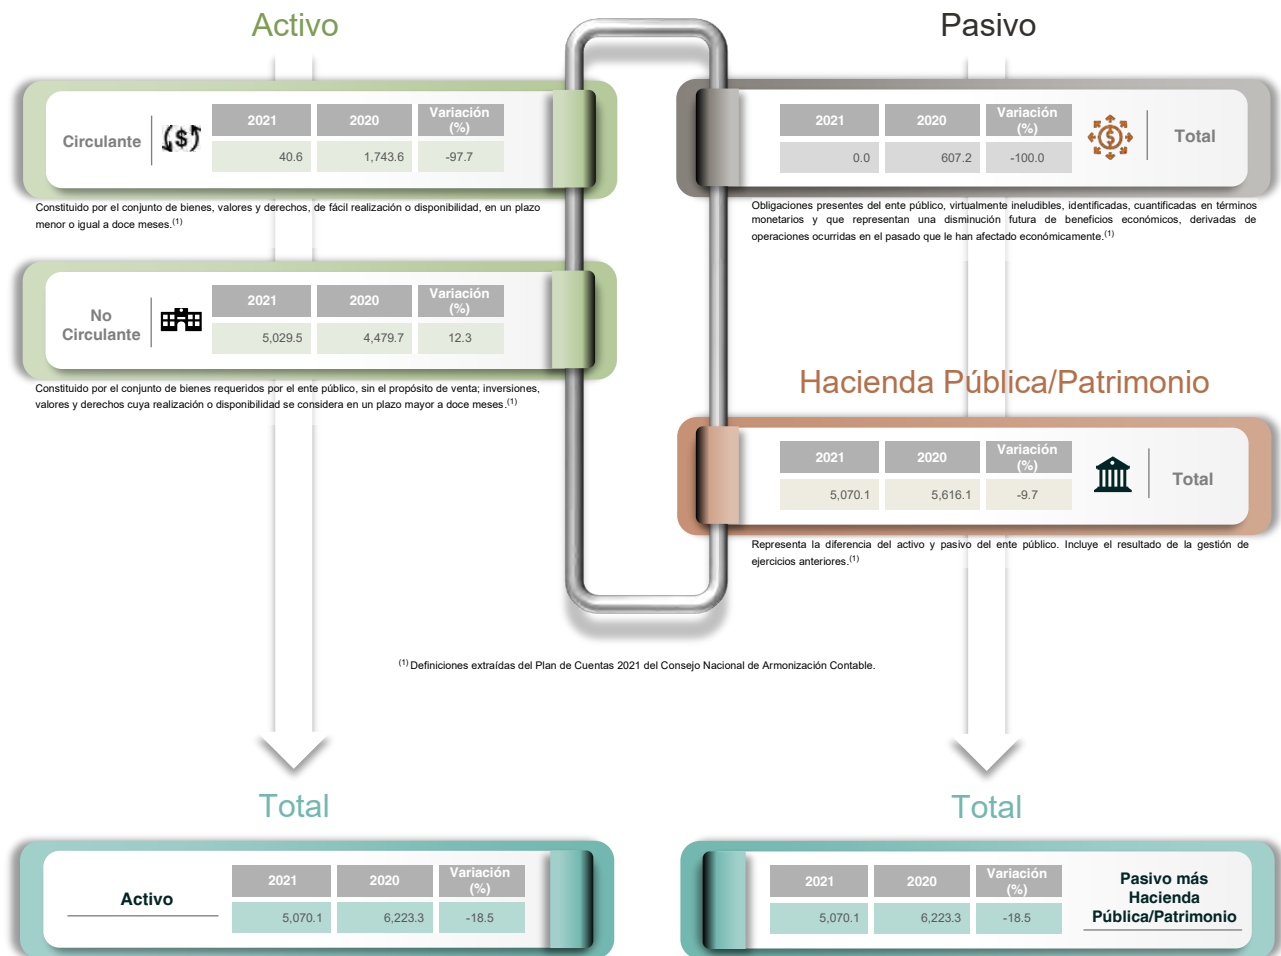 Activo
Circulante
2021 2020 Variación (%)
40.6 1,743.6 -97.7
Constituido por el conjunto de bienes, valores y derechos, de fácil realización o disponibilidad, en un plazo
menor o igual a doce meses.(1)
No
Circulante
2021 2020 Variación (%)
5,029.5 4,479.7 12.3
Constituido por el conjunto de bienes requeridos por el ente público, sin el propósito de venta; inversiones,
valores y derechos cuya realización o disponibilidad se considera en un plazo mayor a doce meses.(1)
Pasivo
2021 2020 Variación (%)
0.0 607.2 -100.0
Total
Obligaciones presentes del ente público, virtualmente ineludibles, identificadas, cuantificadas en términos
monetarios y que representan una disminución futura de beneficios económicos, derivadas de
operaciones ocurridas en el pasado que le han afectado económicamente.(1)
Hacienda Pública/Patrimonio
2021 2020 Variación (%)
5,070.1 5,616.1 -9.7
Total
Representa la diferencia del activo y pasivo del ente público. Incluye el resultado de la gestión de
ejercicios anteriores.(1)
(1) Definiciones extraídas del Plan de Cuentas 2021 del Consejo Nacional de Armonización Contable.
Total
Activo
2021 2020 Variación (%)
5,070.1 6,223.3 -18.5
Total
2021 2020 Variación (%)
5,070.1 6,223.3 -18.5
Pasivo más
Hacienda
Pública/Patrimonio